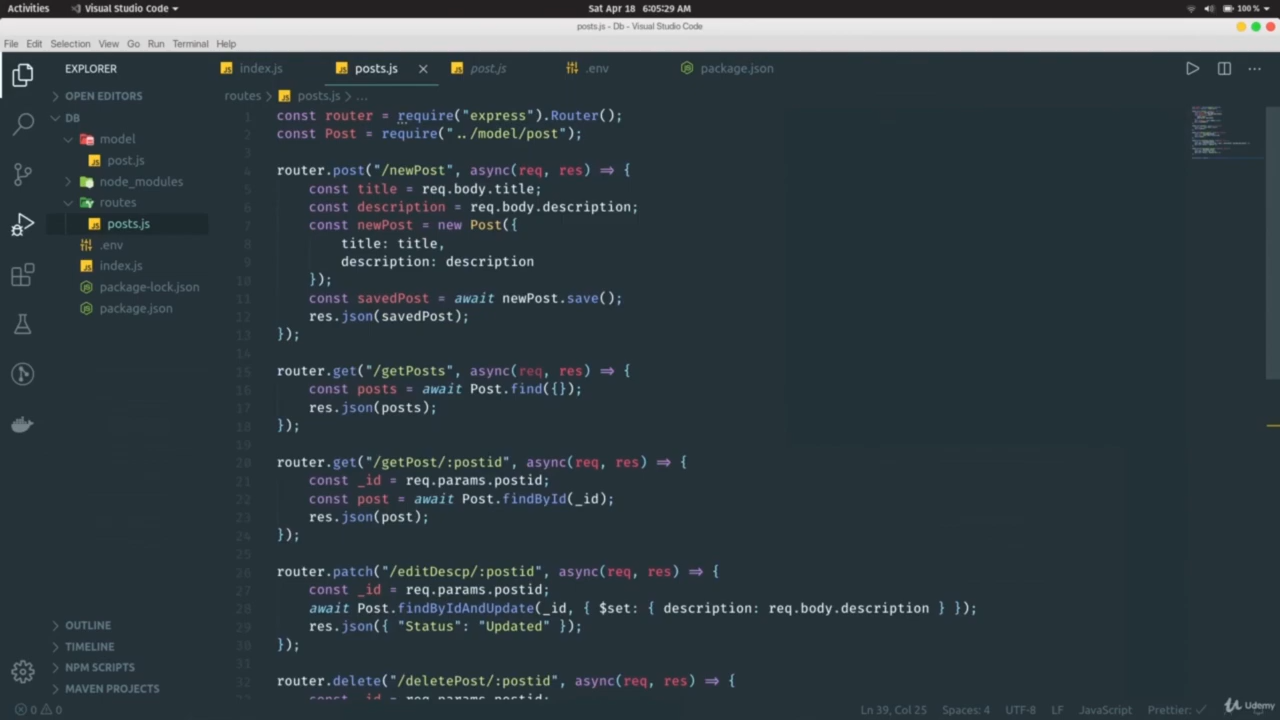 Activities
Visual Studio Code
Sat Apr 18 6:05:29 AM
100 %
posts.js - Db - Visual Studio Code
File Edit Selection View Go Run Terminal Help
EXPLORER
OPEN EDITORS
DB
model
post.js
node_modules
routes
posts.js
.env
index.js
package-lock.json
package.json
OUTLINE
TIMELINE
NPM SCRIPTS
MAVEN PROJECTS
index.js posts.js post.js .env package.json
routes > posts.js > ...
1 const router = require("express").Router();
2 const Post = require("../model/post");
3
4 router.post("/newPost", async(req, res) => {
5 const title = req.body.title;
6 const description = req.body.description;
7 const newPost = new Post({
8 title: title,
9 description: description
10 });
11 const savedPost = await newPost.save();
12 res.json(savedPost);
13 });
14
15 router.get("/getPosts", async(req, res) => {
16 const posts = await Post.find({});
17 res.json(posts);
18 });
19
20 router.get("/getPost/:postid", async(req, res) => {
21 const _id = req.params.postid;
22 const post = await Post.findById(_id);
23 res.json(post);
24 });
25
26 router.patch("/editDescp/:postid", async(req, res) => {
27 const _id = req.params.postid;
28 await Post.findByIdAndUpdate(_id, { $set: { description: req.body.description } });
29 res.json({ "Status": "Updated" });
30 });
31
32 router.delete("/deletePost/:postid", async(req, res) => {
33 const _id = req.params.postid;
0 0
Ln 39, Col 25 Spaces: 4 UTF-8 LF JavaScript Prettier: ✓
Udemy